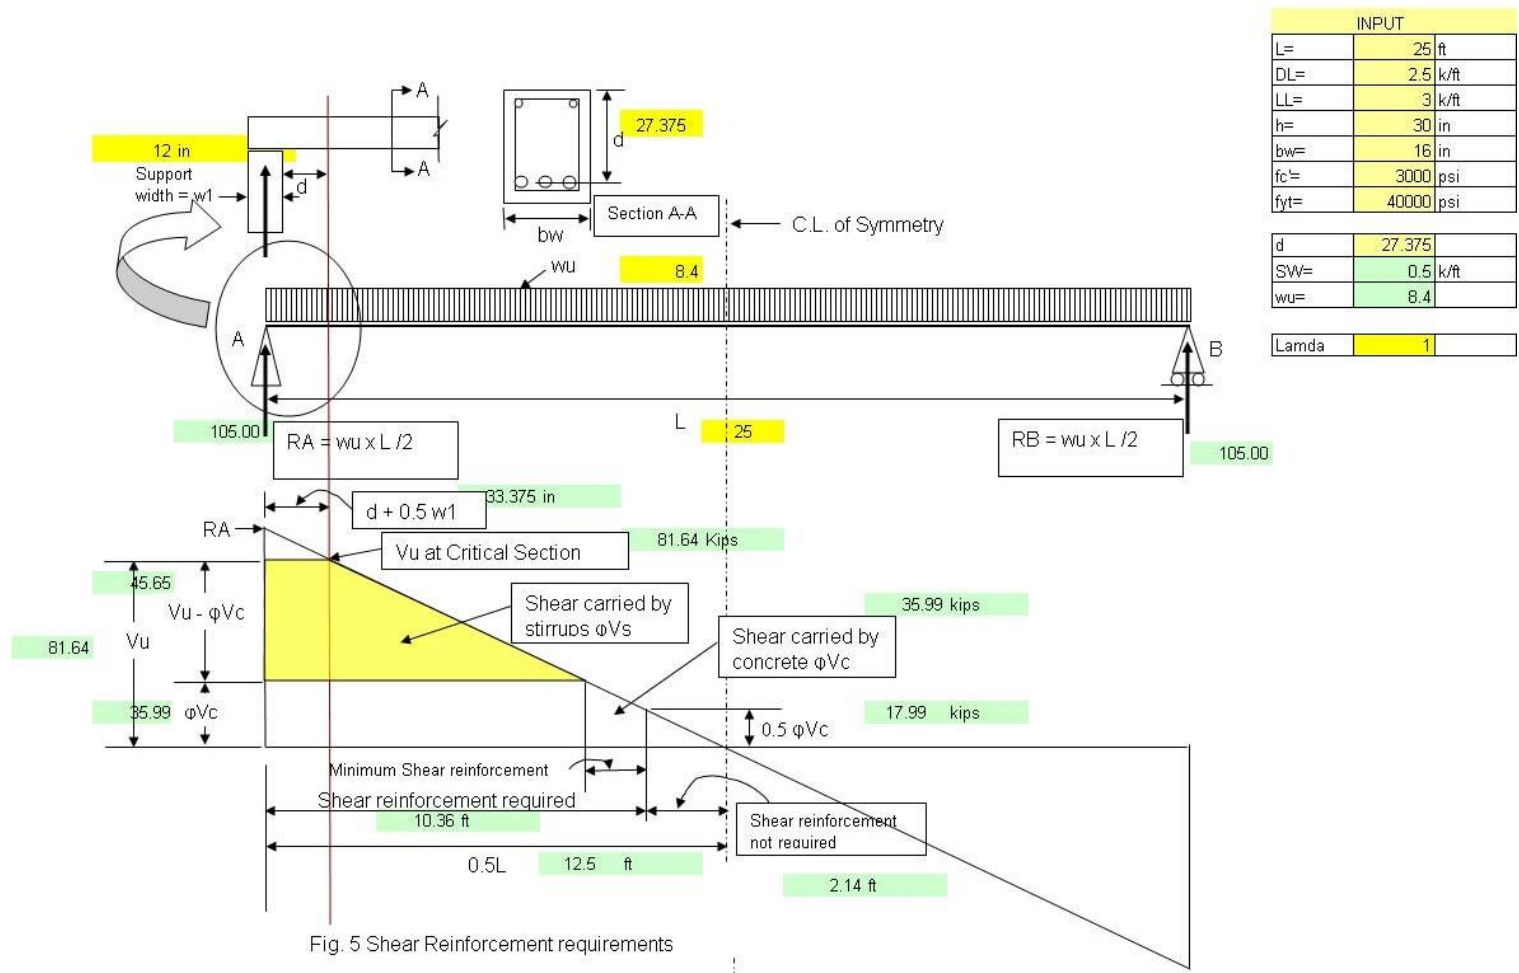 INPUT
L= 25 ft
DL= 2.5 k/ft
LL= 3 k/ft
h= 30 in
bw= 16 in
fc'= 3000 psi
fyt= 40000 psi
d 27.375
SW= 0.5 k/ft
wu= 8.4
Lamda 1
A
A
12 in
Support
width = w1
d
27.375
d
Section A-A
bw
C.L. of Symmetry
wu
8.4
A
B
L
25
105.00
RA = wu x L /2
RB = wu x L /2
105.00
33.375 in
d + 0.5 w1
RA
Vu at Critical Section
81.64 Kips
45.65
Vu - φVc
Vu
81.64
35.99
φVc
Shear carried by
stirrups φVs
35.99 kips
Shear carried by
concrete φVc
17.99 kips
0.5 φVc
Minimum Shear reinforcement
Shear reinforcement required
10.36 ft
Shear reinforcement
not required
0.5L
12.5 ft
2.14 ft
Fig. 5 Shear Reinforcement requirements